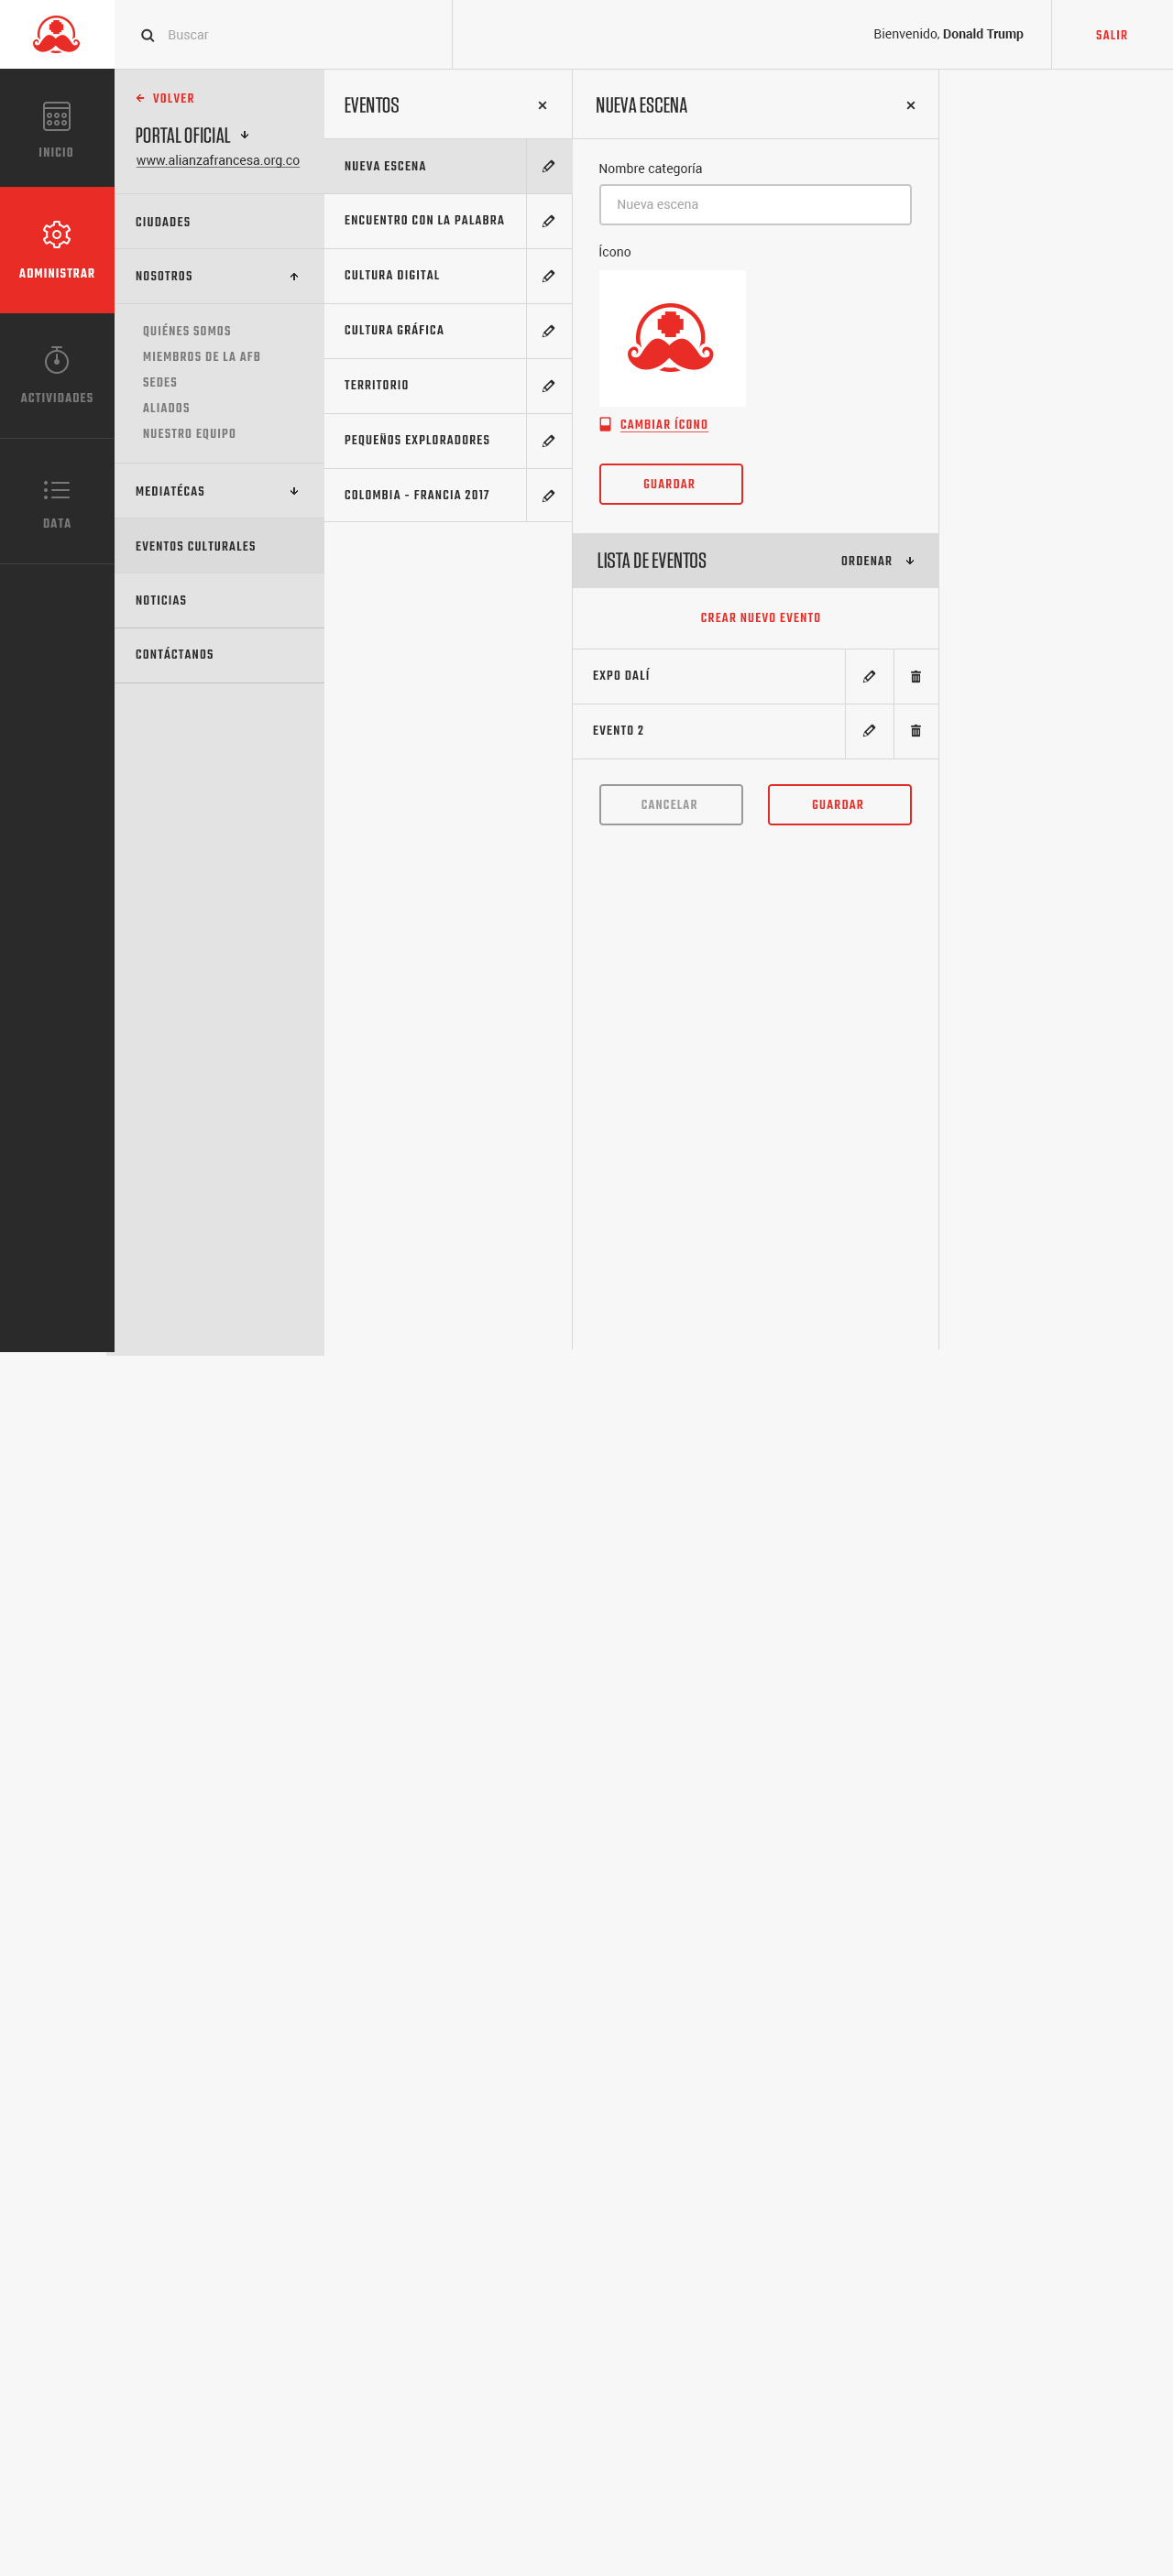 Buscar
Bienvenido, Donald Trump
SALIR
INICIO
ADMINISTRAR
ACTIVIDADES
DATA
VOLVER
PORTAL OFICIAL
www.alianzafrancesa.org.co
CIUDADES
NOSOTROS
QUIÉNES SOMOS
MIEMBROS DE LA AFB
SEDES
ALIADOS
NUESTRO EQUIPO
MEDIATÉCAS
EVENTOS CULTURALES
NOTICIAS
CONTÁCTANOS
EVENTOS
NUEVA ESCENA
ENCUENTRO CON LA PALABRA
CULTURA DIGITAL
CULTURA GRÁFICA
TERRITORIO
PEQUEÑOS EXPLORADORES
COLOMBIA - FRANCIA 2017
NUEVA ESCENA
Nombre categoría
Nueva escena
Ícono
CAMBIAR ÍCONO
GUARDAR
LISTA DE EVENTOS
ORDENAR
CREAR NUEVO EVENTO
EXPO DALÍ
EVENTO 2
CANCELAR
GUARDAR